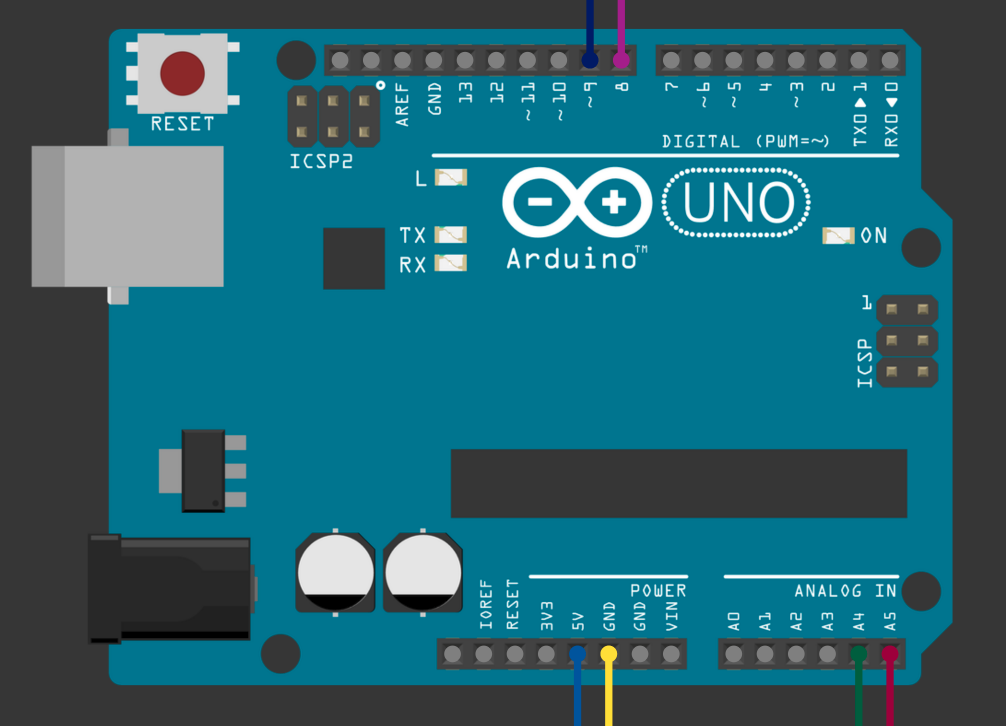 RESET
ICSP2
AREF
GND
13
12
~11
~10
~9
8
7
~6
~5
4
~3
2
TX0▶1
RX0◀0
DIGITAL (PWM=~)
L
TX
RX
Arduino™
UNO
ON
1
ICSP
IOREF
RESET
3V3
5V
GND
GND
VIN
POWER
A0
A1
A2
A3
A4
A5
ANALOG IN